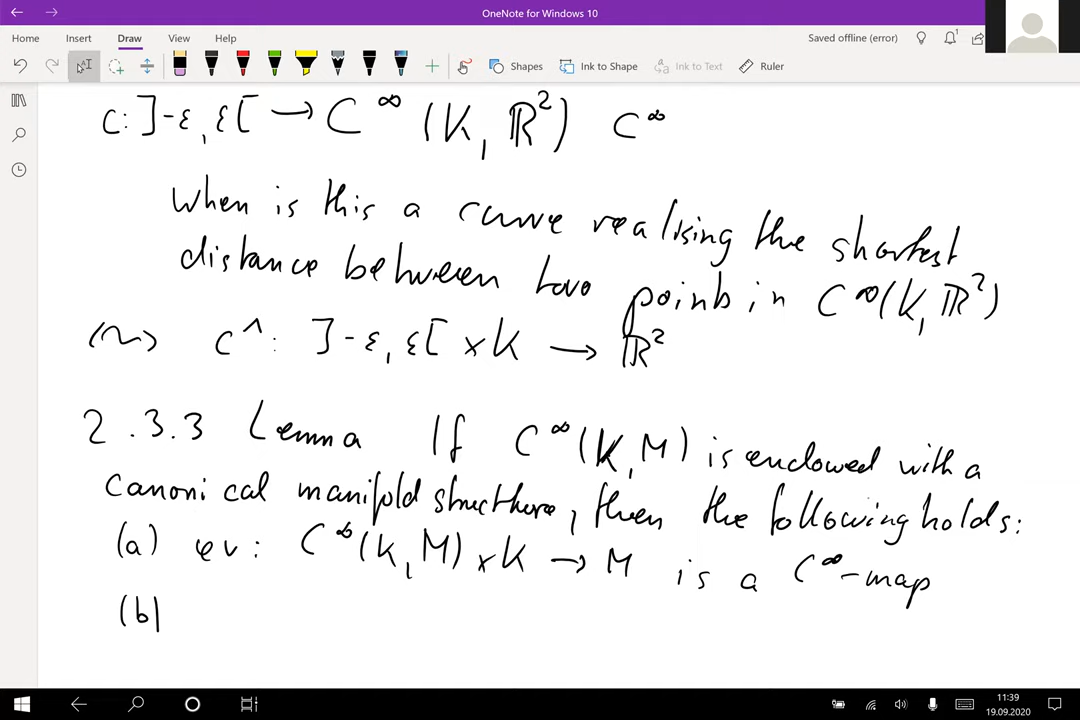 OneNote for Windows 10
Home Insert Draw View Help Saved offline (error)
Shapes Ink to Shape Ink to Text Ruler
c: ]-ε, ε[ → C^∞(K, ℝ²) C^∞
When is this a curve realising the shortest
distance between two points in C^∞(K, ℝ²)
(~) c^∧: ]-ε, ε[ × K → ℝ²
2.3.3 Lemma If C^∞(K, M) is endowed with a
canonical manifold structure, then the following holds:
(a) ev: C^∞(K, M) × K → M is a C^∞-map
(b)
11:39
19.09.2020